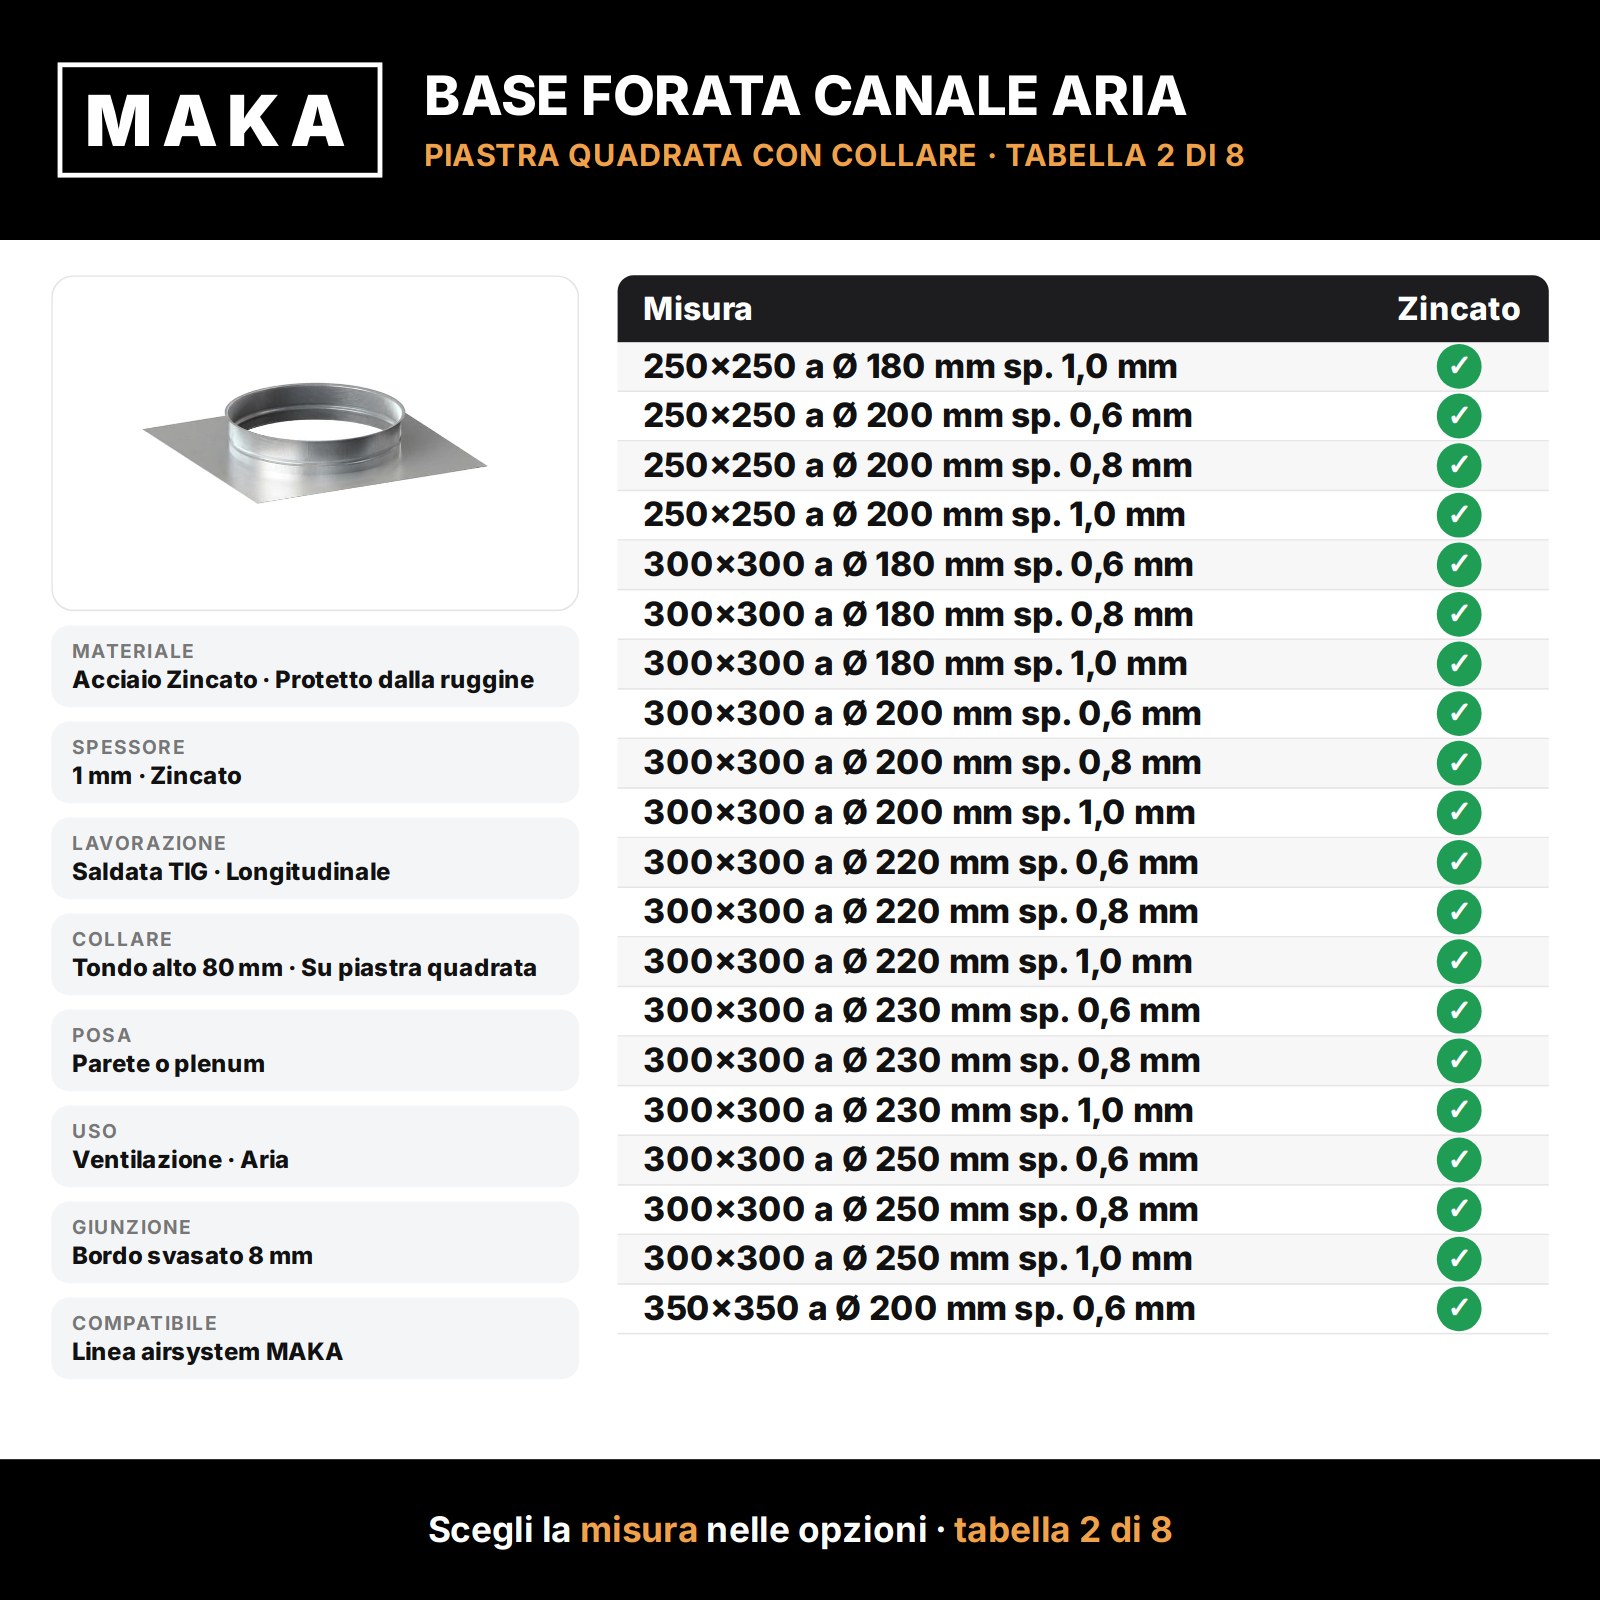 MAKA
BASE FORATA CANALE ARIA
PIASTRA QUADRATA CON COLLARE · TABELLA 2 DI 8
MATERIALE
Acciaio Zincato · Protetto dalla ruggine
SPESSORE
1 mm · Zincato
LAVORAZIONE
Saldata TIG · Longitudinale
COLLARE
Tondo alto 80 mm · Su piastra quadrata
POSA
Parete o plenum
USO
Ventilazione · Aria
GIUNZIONE
Bordo svasato 8 mm
COMPATIBILE
Linea airsystem MAKA
Misura Zincato
250×250 a Ø 180 mm sp. 1,0 mm ✓
250×250 a Ø 200 mm sp. 0,6 mm ✓
250×250 a Ø 200 mm sp. 0,8 mm ✓
250×250 a Ø 200 mm sp. 1,0 mm ✓
300×300 a Ø 180 mm sp. 0,6 mm ✓
300×300 a Ø 180 mm sp. 0,8 mm ✓
300×300 a Ø 180 mm sp. 1,0 mm ✓
300×300 a Ø 200 mm sp. 0,6 mm ✓
300×300 a Ø 200 mm sp. 0,8 mm ✓
300×300 a Ø 200 mm sp. 1,0 mm ✓
300×300 a Ø 220 mm sp. 0,6 mm ✓
300×300 a Ø 220 mm sp. 0,8 mm ✓
300×300 a Ø 220 mm sp. 1,0 mm ✓
300×300 a Ø 230 mm sp. 0,6 mm ✓
300×300 a Ø 230 mm sp. 0,8 mm ✓
300×300 a Ø 230 mm sp. 1,0 mm ✓
300×300 a Ø 250 mm sp. 0,6 mm ✓
300×300 a Ø 250 mm sp. 0,8 mm ✓
300×300 a Ø 250 mm sp. 1,0 mm ✓
350×350 a Ø 200 mm sp. 0,6 mm ✓
Scegli la misura nelle opzioni · tabella 2 di 8